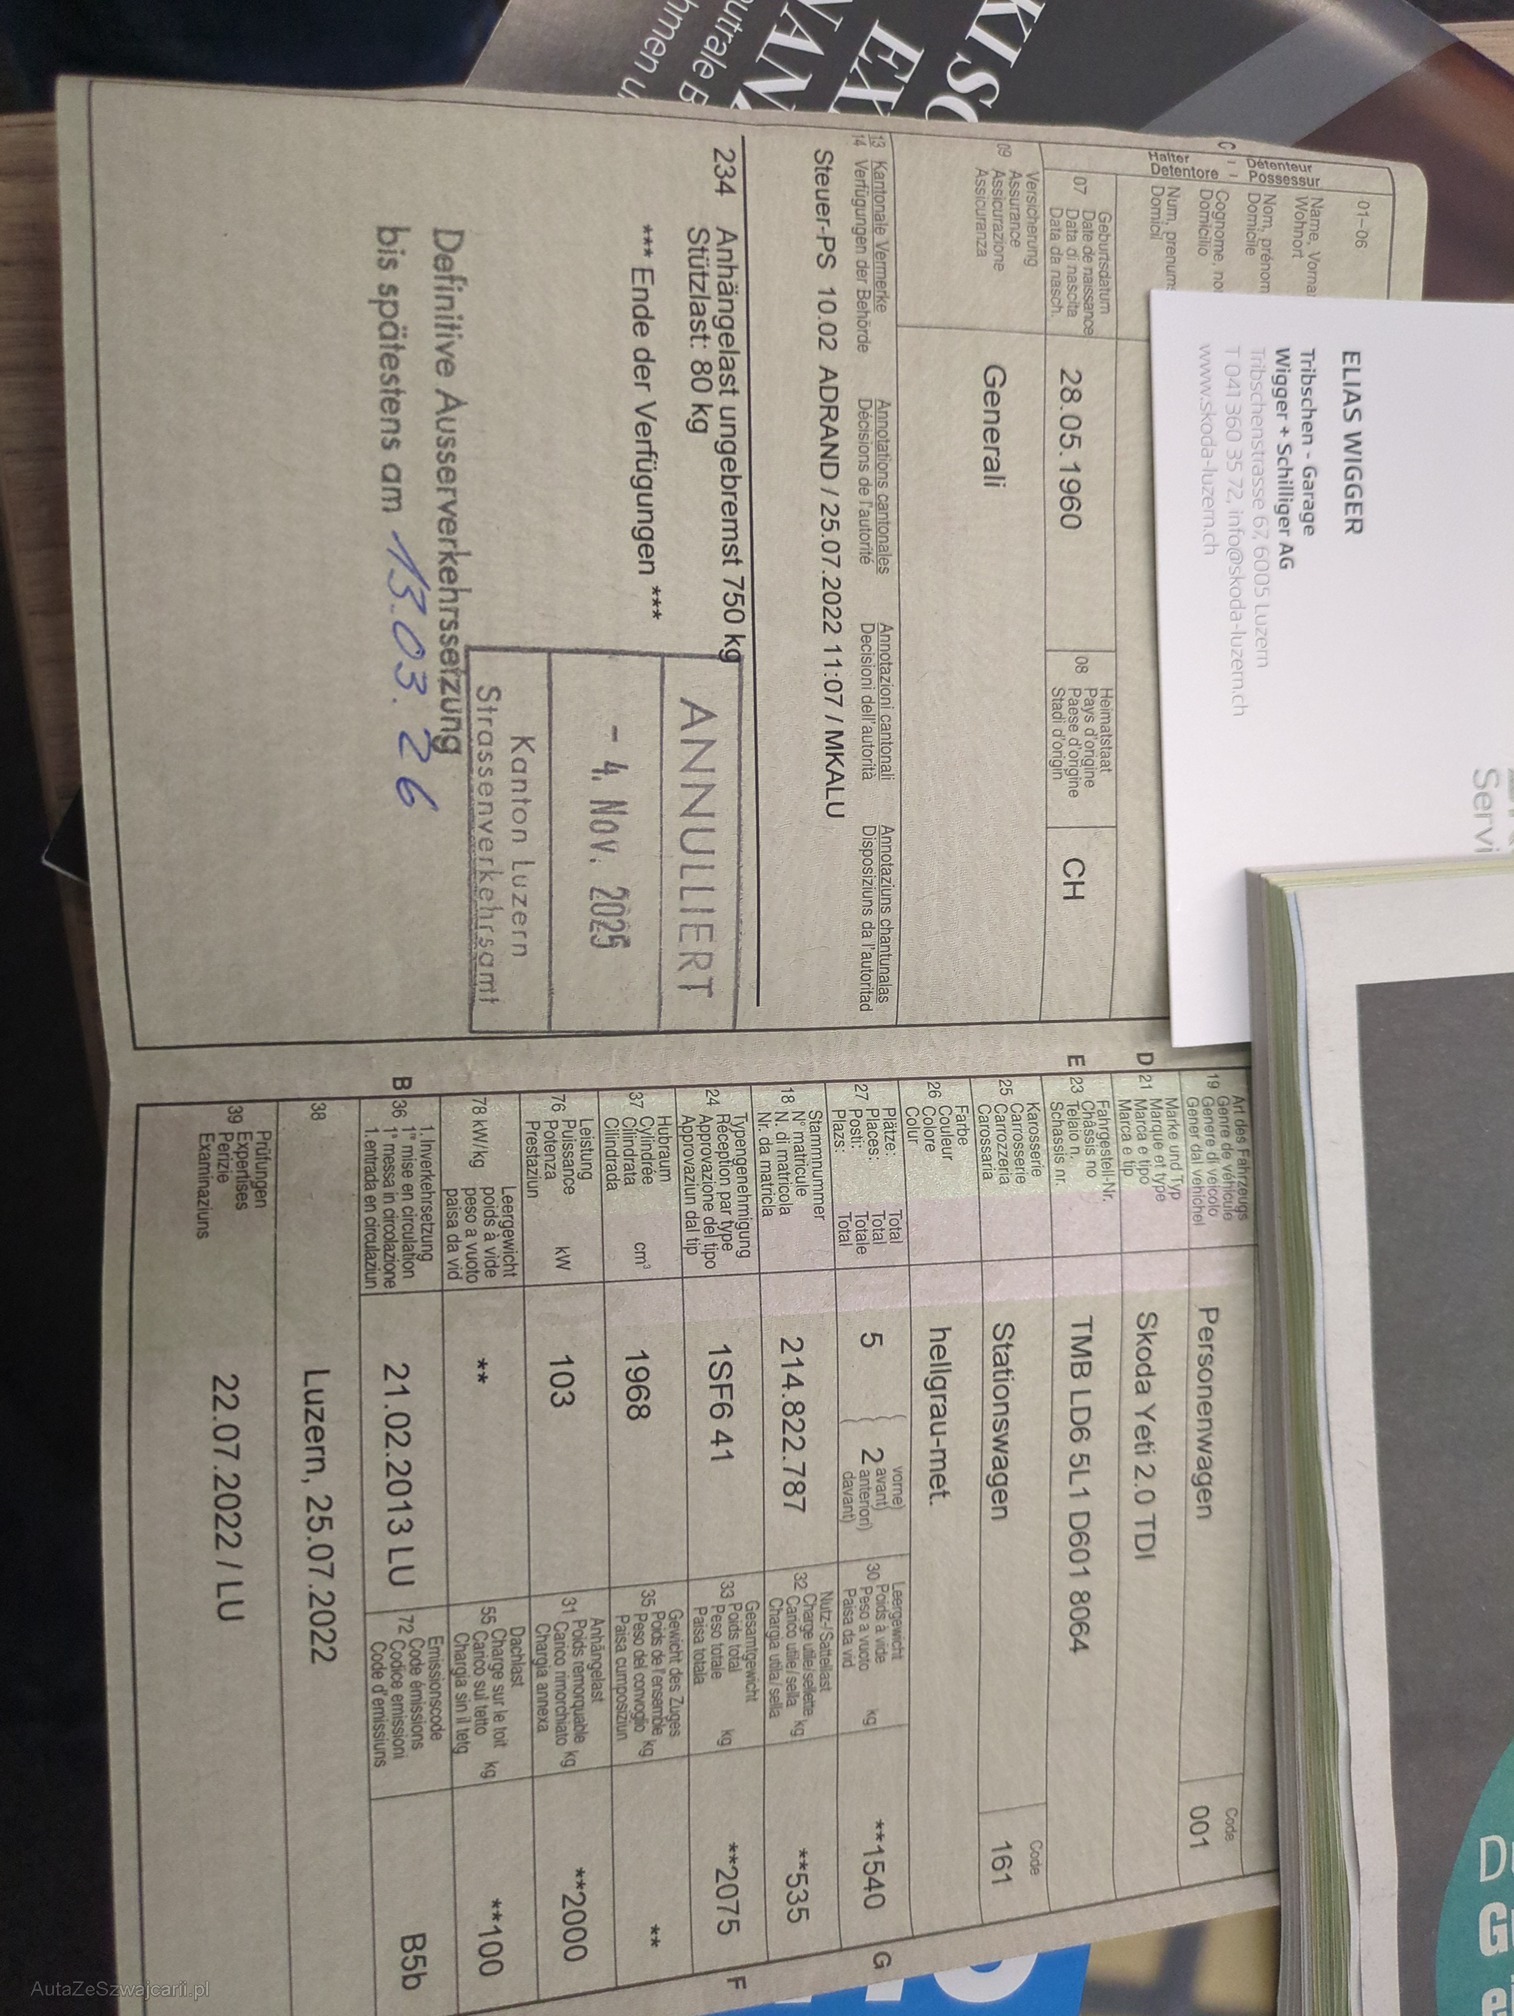 KISC
EX
VAN
utrale B
hmen u
ELIAS WIGGER
Tribschen - Garage
Wigger + Schilliger AG
Tribschenstrasse 67, 6005 Luzern
T 041 360 35 72, info@skoda-luzern.ch
www.skoda-luzern.ch
Servi
01–06
C
Halter - Détenteur
Detentore - Possessur
Name, Vorna
Wohnort
Nom, prénom
Domicile
Cognome, no
Domicilio
Num, prenum
Domicil
07 Geburtsdatum
Date de naissance
Data di nascita
Data da nasch.
28.05.1960
08 Heimatstaat
Pays d'origine
Paese d'origine
Stadi d'origin
CH
09 Versicherung
Assurance
Assicurazione
Assicuranza
Generali
13 Kantonale Vermerke Annotations cantonales Annotazioni cantonali Annotaziuns chantunalas
14 Verfügungen der Behörde Décisions de l'autorité Decisioni dell'autorità Disposiziuns da l'autoritad
Steuer-PS 10.02 ADRAND / 25.07.2022 11:07 / MKALU
234 Anhängelast ungebremst 750 kg
Stützlast: 80 kg
*** Ende der Verfügungen ***
ANNULLIERT
- 4. Nov. 2025
Kanton Luzern
Strassenverkehrsamt
Definitive Ausserverkehrssetzung
bis spätestens am 13.03.26
19 Art des Fahrzeugs
Genre de véhicule
Genere di veicolo
Gener dal vehichel
Personenwagen
Code
001
D 21 Marke und Typ
Marque et type
Marca e tipo
Marca e tip
Skoda Yeti 2.0 TDI
E 23 Fahrgestell-Nr.
Châssis no
Telaio n.
Schassis nr.
TMB LD6 5L1 D601 8064
25 Karosserie
Carrosserie
Carrozzeria
Carossaria
Stationswagen
Code
161
26 Farbe
Couleur
Colore
Colur
hellgrau-met.
27 Plätze: Total
Places: Total
Posti: Totale
Plazs: Total
5
2
vorne)
avant)
anteriori)
davant)
30 Leergewicht
Poids à vide
Peso a vuoto
Paisa da vid
kg
**1540
G
18 Stammnummer
N° matricule
N. di matricola
Nr. da matricla
214.822.787
32 Nutz-/Sattellast
Charge utile/sellette
Carico utile/sella
Chargia utila/sella
kg
**535
24 Typengenehmigung
Réception par type
Approvazione del tipo
Approvaziun dal tip
1SF6 41
33 Gesamtgewicht
Poids total
Peso totale
Paisa totala
kg
**2075
F
37 Hubraum
Cylindrée
Cilindrata
Cilindrada
cm³
1968
35 Gewicht des Zuges
Poids de l'ensemble
Peso del convoglio
Paisa cumposiziun
kg
**
76 Leistung
Puissance
Potenza
Prestaziun
kW
103
31 Anhängelast
Poids remorquable
Carico rimorchiato
Chargia annexa
kg
**2000
78 kW/kg
Leergewicht
poids à vide
peso a vuoto
paisa da vid
**
55 Dachlast
Charge sur le toit
Carico sul tetto
Chargia sin il tetg
kg
**100
B 36 1. Inverkehrsetzung
1re mise en circulation
1a messa in circolazione
1. entrada en circulaziun
21.02.2013 LU
72 Emissionscode
Code émissions
Codice emissioni
Code d'emissiuns
B5b
38
Luzern, 25.07.2022
39 Prüfungen
Expertises
Perizie
Examinaziuns
22.07.2022 / LU
AutaZeSzwajcarii.pl